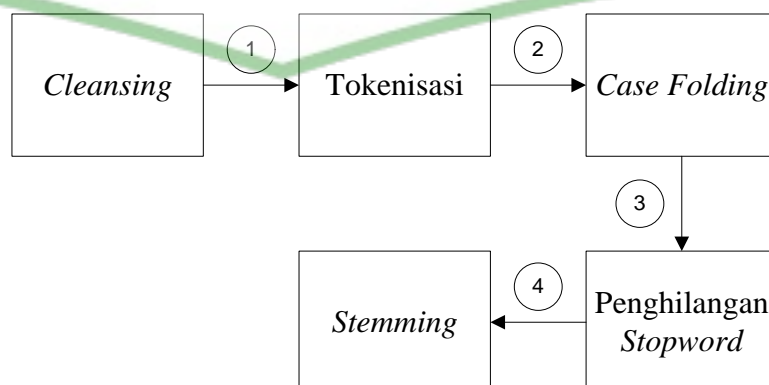 Cleansing
1
Tokenisasi
2
Case Folding
3
Penghilangan
Stopword
4
Stemming